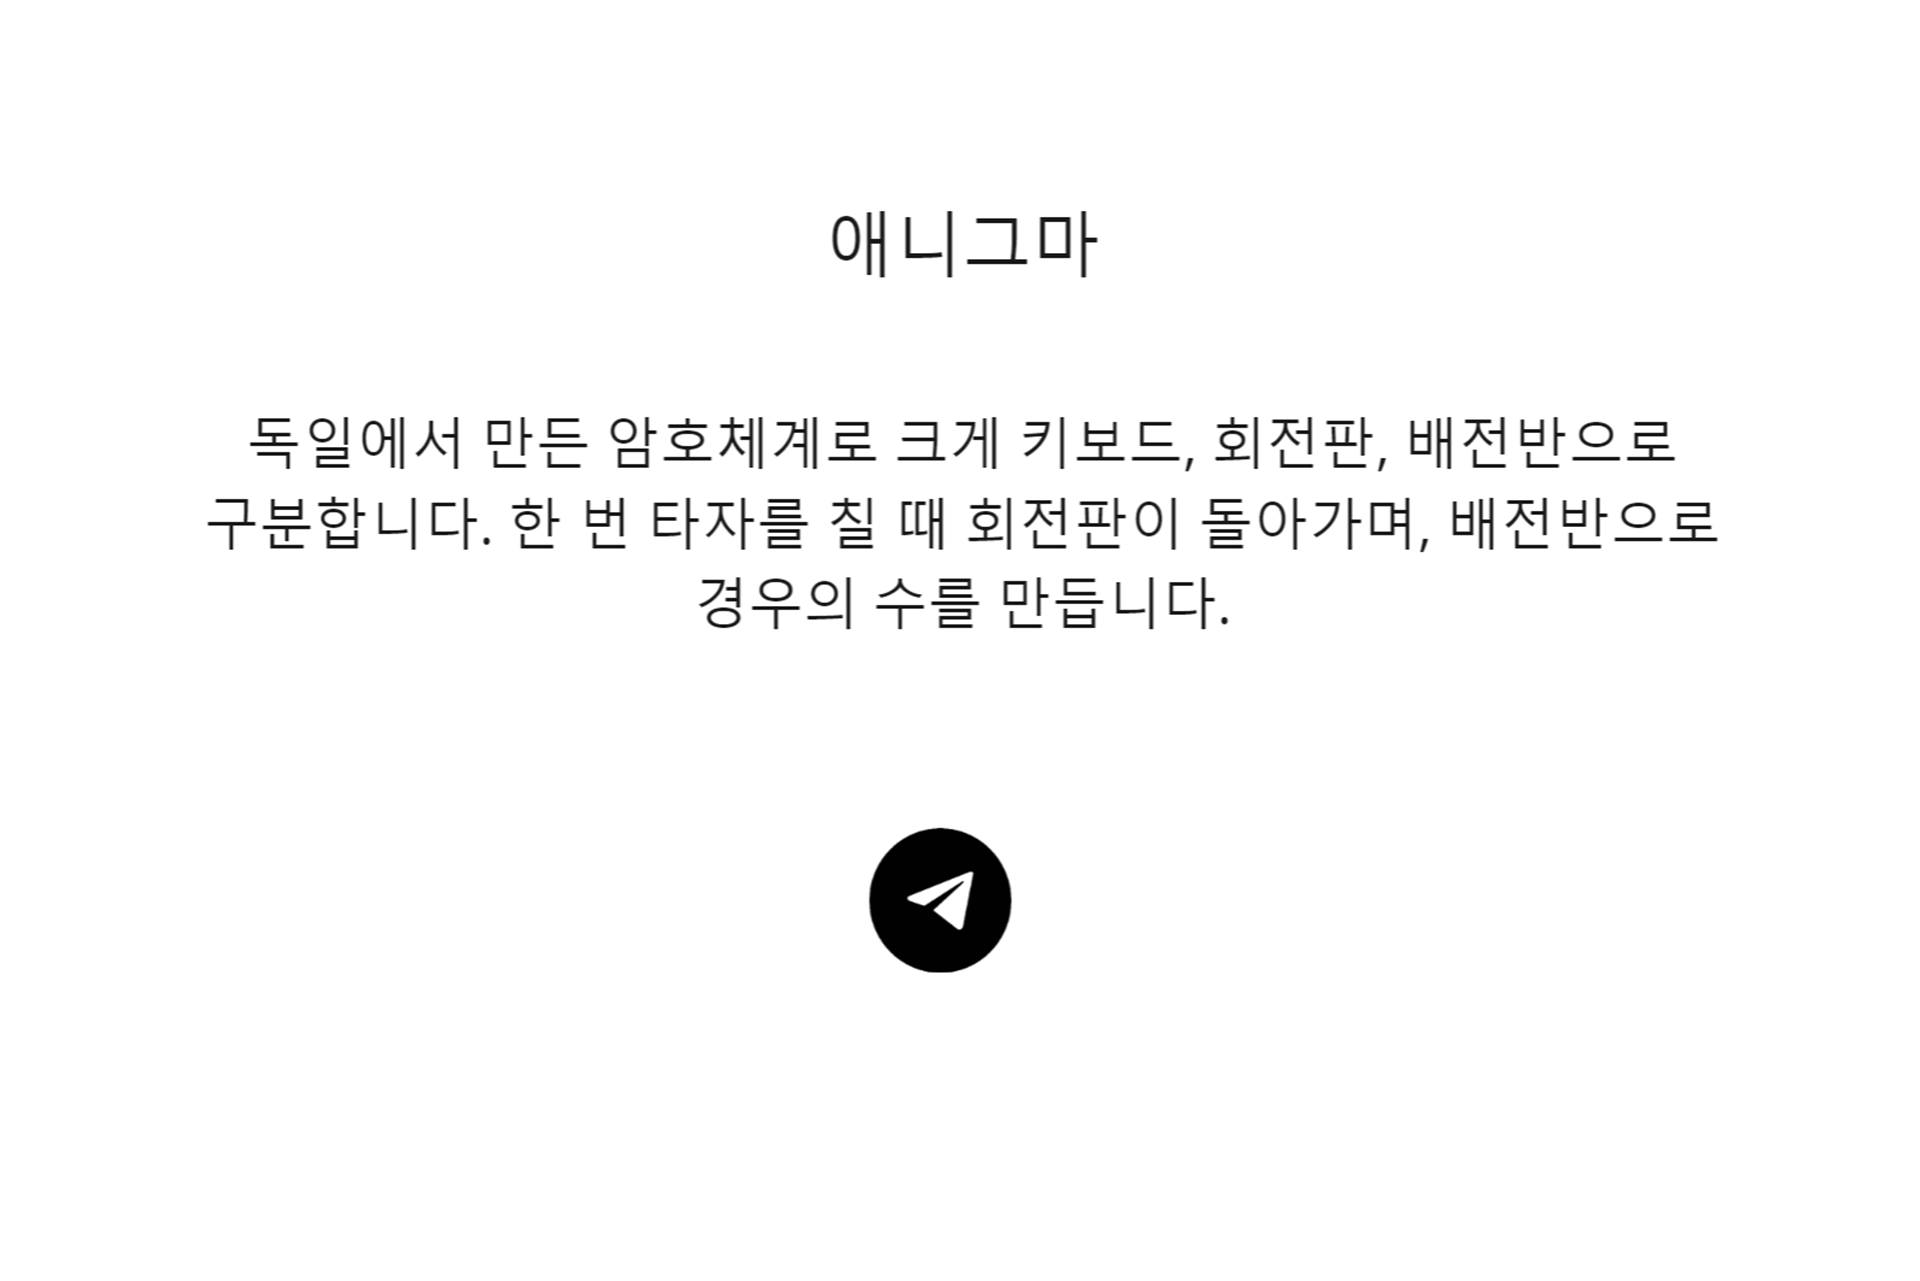 애니그마
독일에서 만든 암호체계로 크게 키보드, 회전판, 배전반으로
구분합니다. 한 번 타자를 칠 때 회전판이 돌아가며, 배전반으로
경우의 수를 만듭니다.